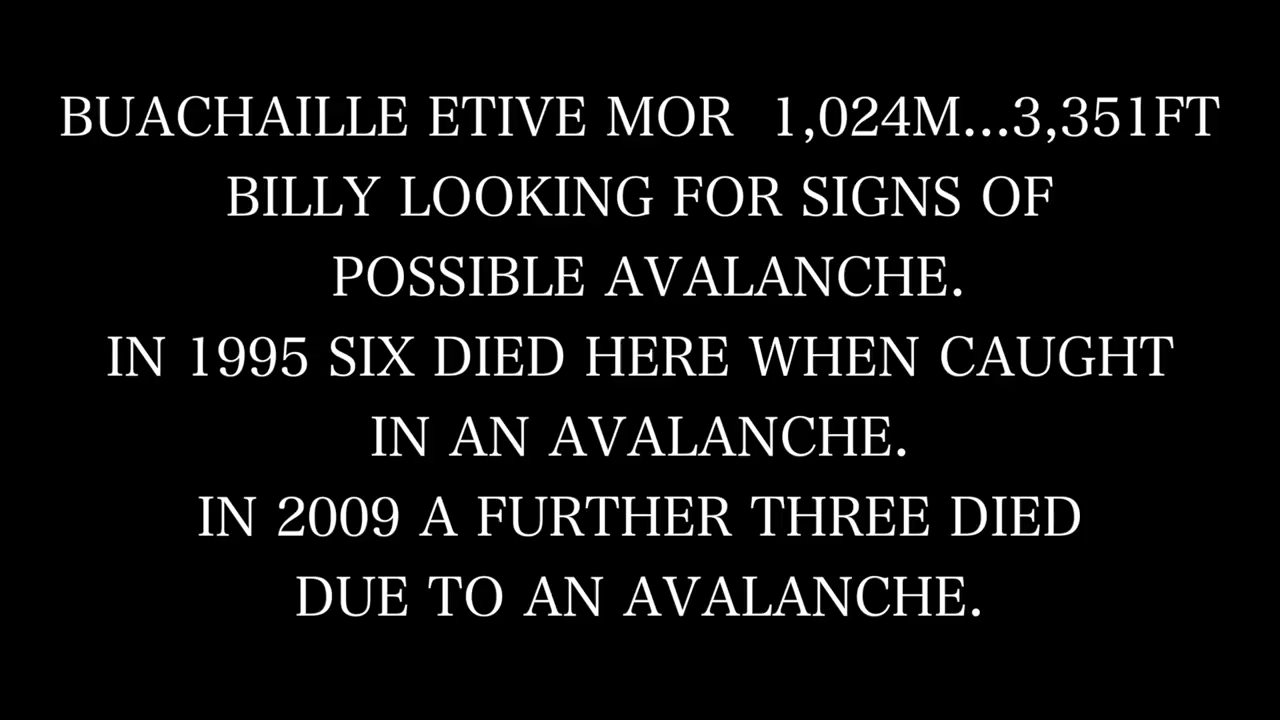 BUACHAILLE ETIVE MOR  1,024M...3,351FT
BILLY LOOKING FOR SIGNS OF
POSSIBLE AVALANCHE.
IN 1995 SIX DIED HERE WHEN CAUGHT
IN AN AVALANCHE.
IN 2009 A FURTHER THREE DIED
DUE TO AN AVALANCHE.